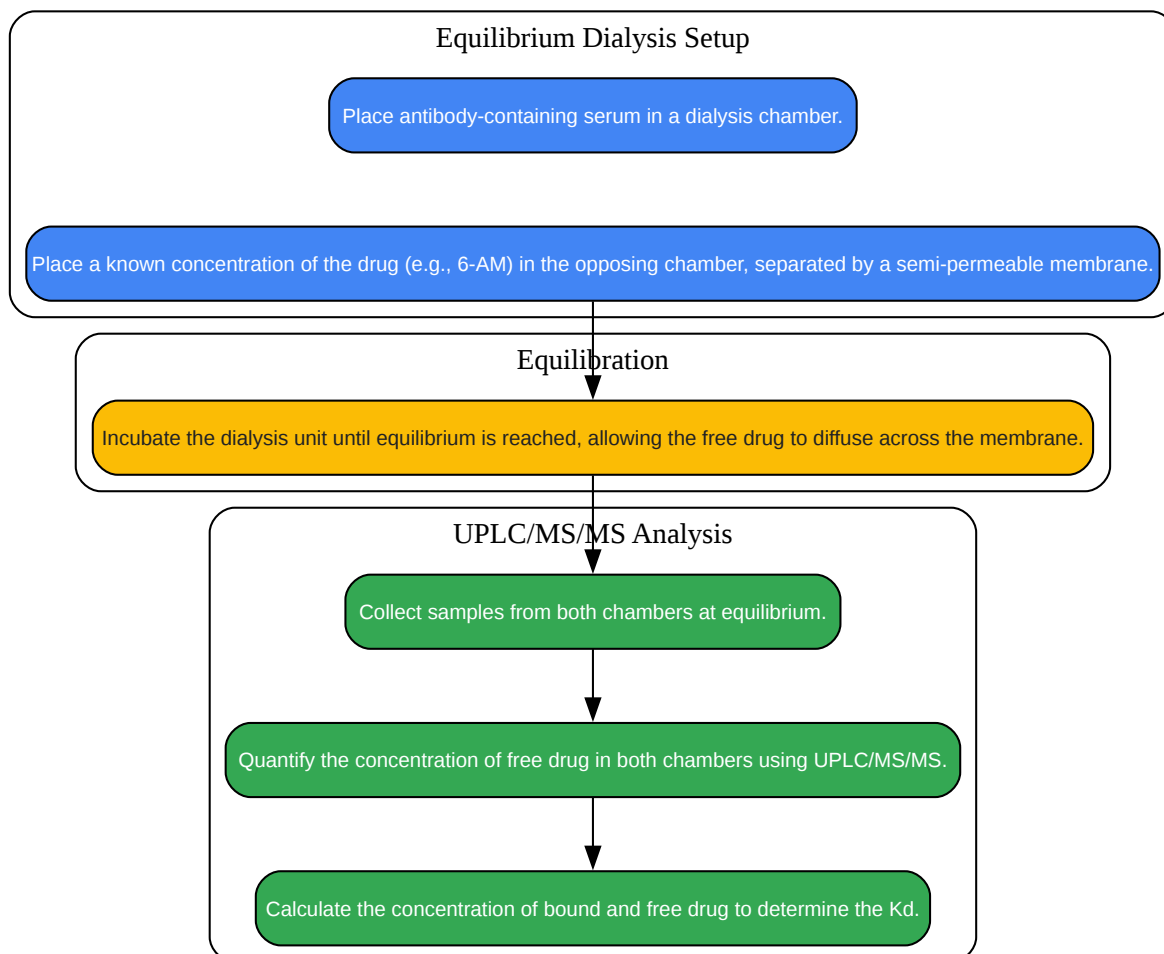 Equilibrium Dialysis Setup
Place antibody-containing serum in a dialysis chamber.
Place a known concentration of the drug (e.g., 6-AM) in the opposing chamber, separated by a semi-permeable membrane.
Equilibration
Incubate the dialysis unit until equilibrium is reached, allowing the free drug to diffuse across the membrane.
UPLC/MS/MS Analysis
Collect samples from both chambers at equilibrium.
Quantify the concentration of free drug in both chambers using UPLC/MS/MS.
Calculate the concentration of bound and free drug to determine the Kd.